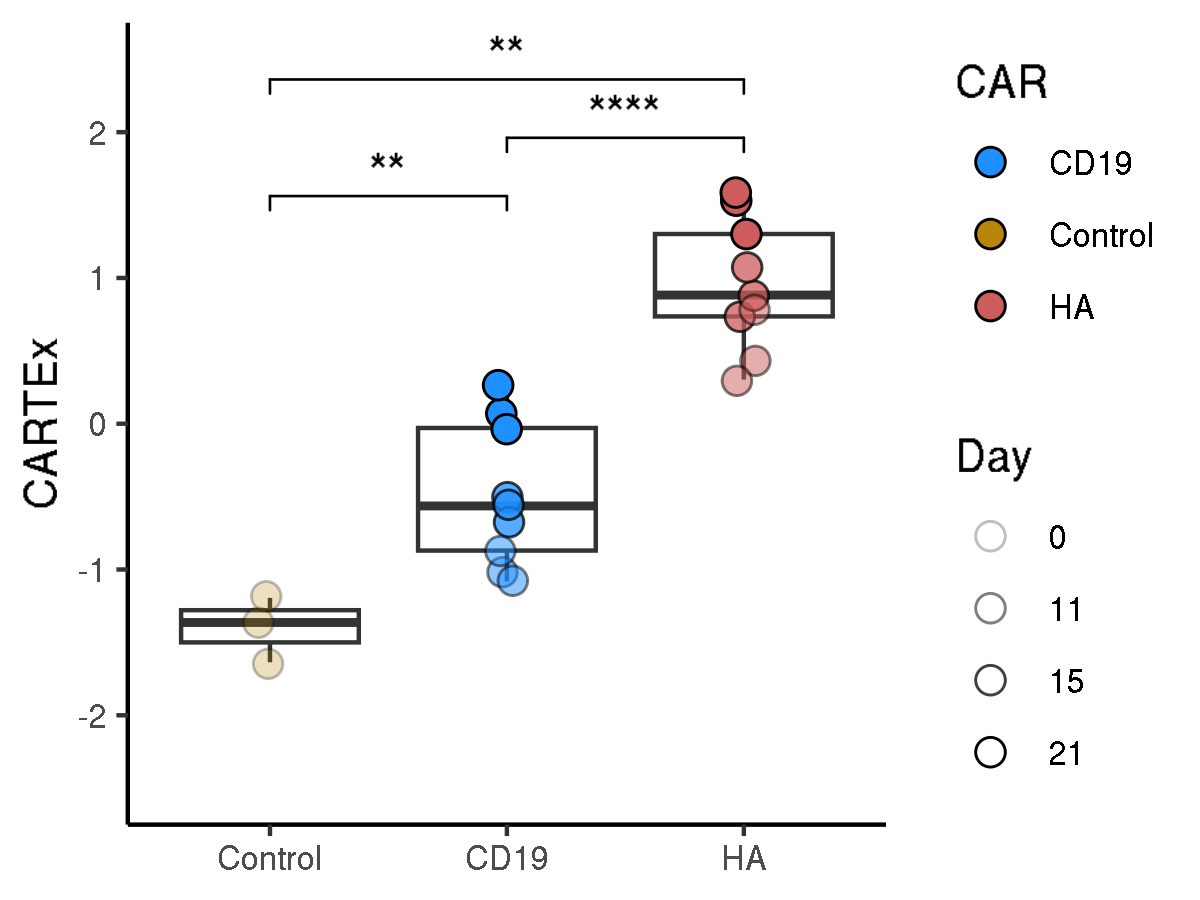 **
****
**
2
1
0
-1
-2
CARTEx
Control
CD19
HA
CAR
CD19
Control
HA
Day
0
11
15
21